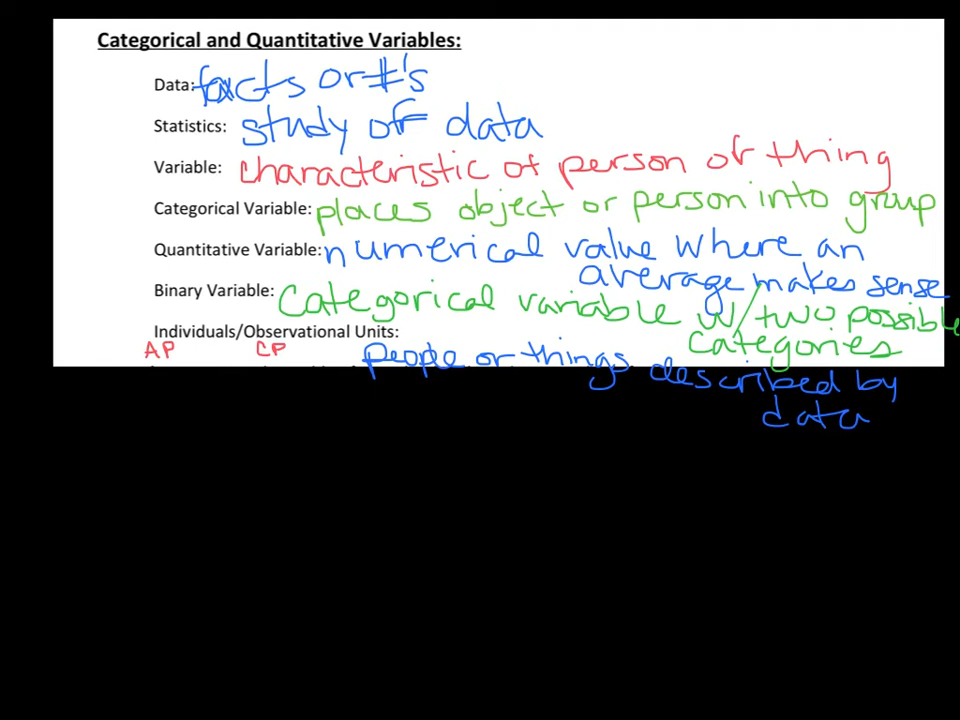 Categorical and Quantitative Variables:
Data: facts or #'s
Statistics: study of data
Variable: characteristic of person or thing
Categorical Variable: places object or person into group
Quantitative Variable: numerical value where an
average makes sense
Binary Variable: Categorical variable w/ two possible
categories
Individuals/Observational Units:
AP CP people or things described by
data